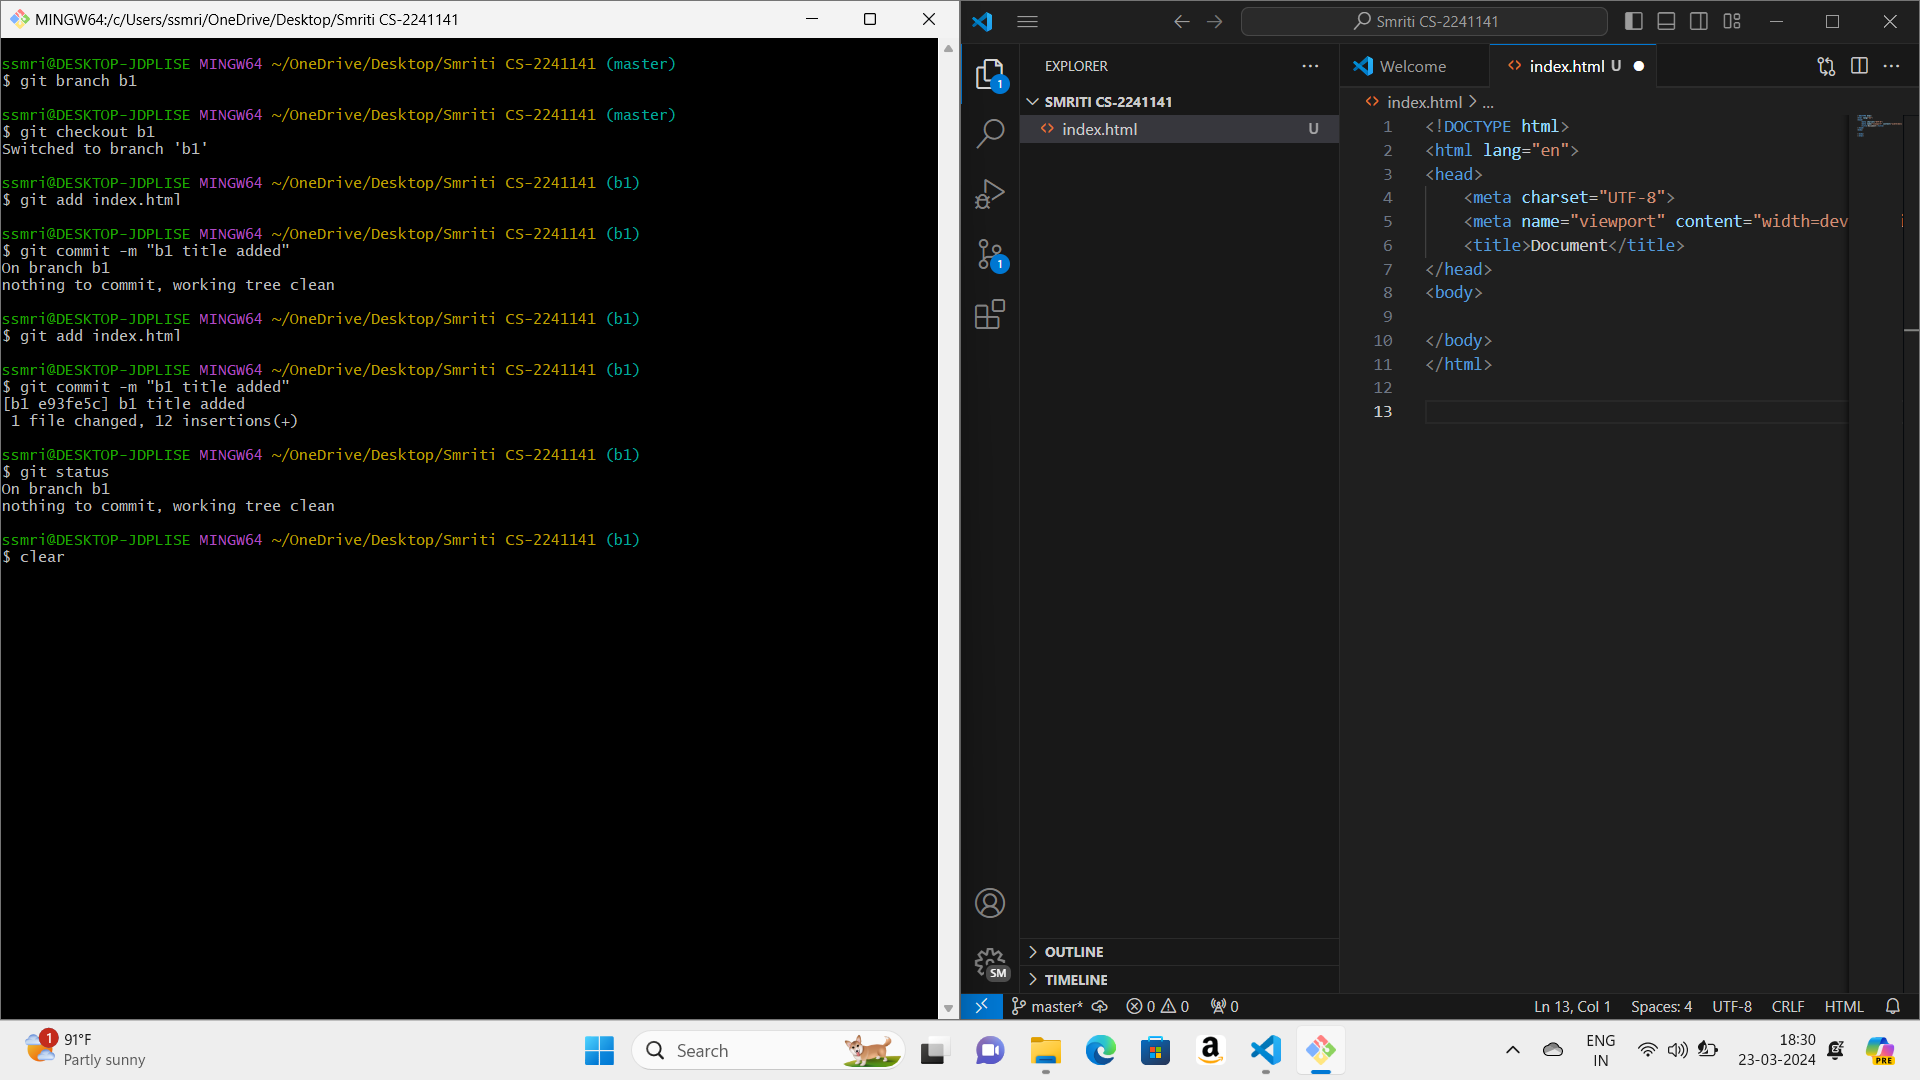 MINGW64:/c/Users/ssmri/OneDrive/Desktop/Smriti CS-2241141
ssmri@DESKTOP-JDPLISE MINGW64 ~/OneDrive/Desktop/Smriti CS-2241141 (master)
$ git branch b1
ssmri@DESKTOP-JDPLISE MINGW64 ~/OneDrive/Desktop/Smriti CS-2241141 (master)
$ git checkout b1
Switched to branch 'b1'
ssmri@DESKTOP-JDPLISE MINGW64 ~/OneDrive/Desktop/Smriti CS-2241141 (b1)
$ git add index.html
ssmri@DESKTOP-JDPLISE MINGW64 ~/OneDrive/Desktop/Smriti CS-2241141 (b1)
$ git commit -m "b1 title added"
On branch b1
nothing to commit, working tree clean
ssmri@DESKTOP-JDPLISE MINGW64 ~/OneDrive/Desktop/Smriti CS-2241141 (b1)
$ git add index.html
ssmri@DESKTOP-JDPLISE MINGW64 ~/OneDrive/Desktop/Smriti CS-2241141 (b1)
$ git commit -m "b1 title added"
[b1 e93fe5c] b1 title added
1 file changed, 12 insertions(+)
ssmri@DESKTOP-JDPLISE MINGW64 ~/OneDrive/Desktop/Smriti CS-2241141 (b1)
$ git status
On branch b1
nothing to commit, working tree clean
ssmri@DESKTOP-JDPLISE MINGW64 ~/OneDrive/Desktop/Smriti CS-2241141 (b1)
$ clear
Smriti CS-2241141
1
1
SM
EXPLORER
SMRITI CS-2241141
index.html U
OUTLINE
TIMELINE
Welcome
index.html U
index.html > ...
1 <!DOCTYPE html>
2 <html lang="en">
3 <head>
4 <meta charset="UTF-8">
5 <meta name="viewport" content="width=dev
6 <title>Document</title>
7 </head>
8 <body>
9
10 </body>
11 </html>
12
13
master* 0 0 0
Ln 13, Col 1 Spaces: 4 UTF-8 CRLF HTML
1
91°F
Partly sunny
Search
a
ENG
IN
18:30
23-03-2024
PRE